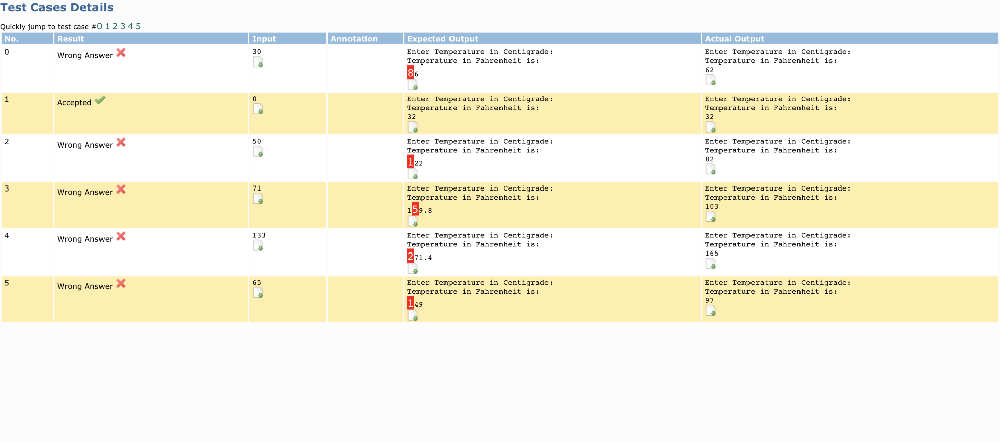 Test Cases Details
Quickly jump to test case #0 1 2 3 4 5
No. Result Input Annotation Expected Output Actual Output
0 Wrong Answer 30 Enter Temperature in Centigrade: Enter Temperature in Centigrade:
Temperature in Fahrenheit is: Temperature in Fahrenheit is:
86 62
1 Accepted 0 Enter Temperature in Centigrade: Enter Temperature in Centigrade:
Temperature in Fahrenheit is: Temperature in Fahrenheit is:
32 32
2 Wrong Answer 50 Enter Temperature in Centigrade: Enter Temperature in Centigrade:
Temperature in Fahrenheit is: Temperature in Fahrenheit is:
122 82
3 Wrong Answer 71 Enter Temperature in Centigrade: Enter Temperature in Centigrade:
Temperature in Fahrenheit is: Temperature in Fahrenheit is:
159.8 103
4 Wrong Answer 133 Enter Temperature in Centigrade: Enter Temperature in Centigrade:
Temperature in Fahrenheit is: Temperature in Fahrenheit is:
271.4 165
5 Wrong Answer 65 Enter Temperature in Centigrade: Enter Temperature in Centigrade:
Temperature in Fahrenheit is: Temperature in Fahrenheit is:
149 97